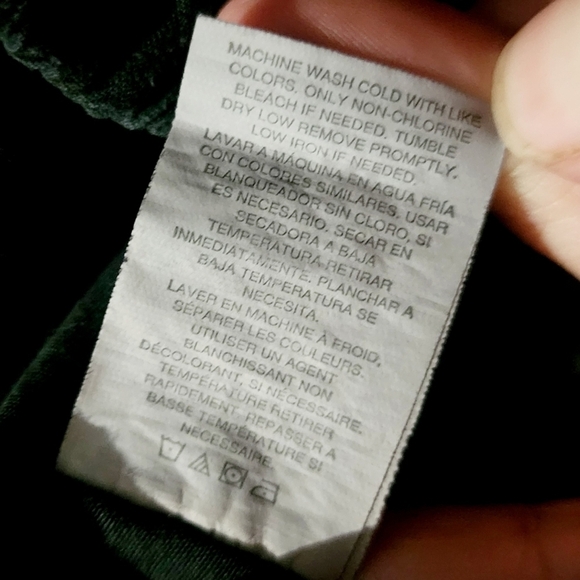 MACHINE WASH COLD WITH LIKE
COLORS. ONLY NON-CHLORINE
BLEACH IF NEEDED. TUMBLE
DRY LOW REMOVE PROMPTLY.
LOW IRON IF NEEDED.
LAVAR A MÁQUINA EN AGUA FRÍA
CON COLORES SIMILARES. USAR
BLANQUEADOR SIN CLORO, SI
ES NECESARIO. SECAR EN
SECADORA A BAJA
TEMPERATURA RETIRAR
INMEDIATAMENTE. PLANCHAR A
BAJA TEMPERATURA SE
NECESITA.
LAVER EN MACHINE À FROID.
SÉPARER LES COULEURS.
UTILISER UN AGENT
BLANCHISSANT NON
DÉCOLORANT, SI NÉCESSAIRE.
TEMPÉRATURE RETIRER
RAPIDEMENT. REPASSER A
BASSE TEMPÉRATURE SI
NÉCESSAIRE.